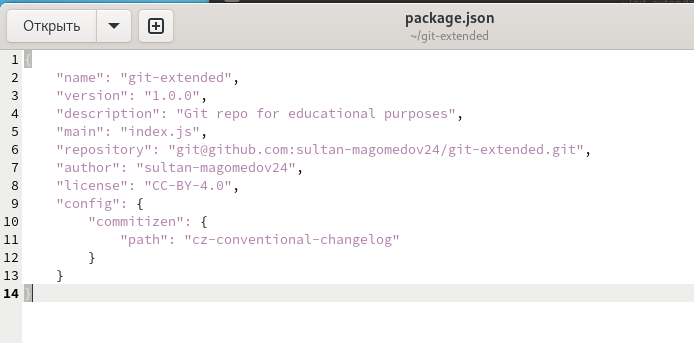 Открыть
package.json
~/git-extended
1 {
2     "name": "git-extended",
3     "version": "1.0.0",
4     "description": "Git repo for educational purposes",
5     "main": "index.js",
6     "repository": "git@github.com:sultan-magomedov24/git-extended.git",
7     "author": "sultan-magomedov24",
8     "license": "CC-BY-4.0",
9     "config": {
10         "commitizen": {
11             "path": "cz-conventional-changelog"
12         }
13     }
14 }